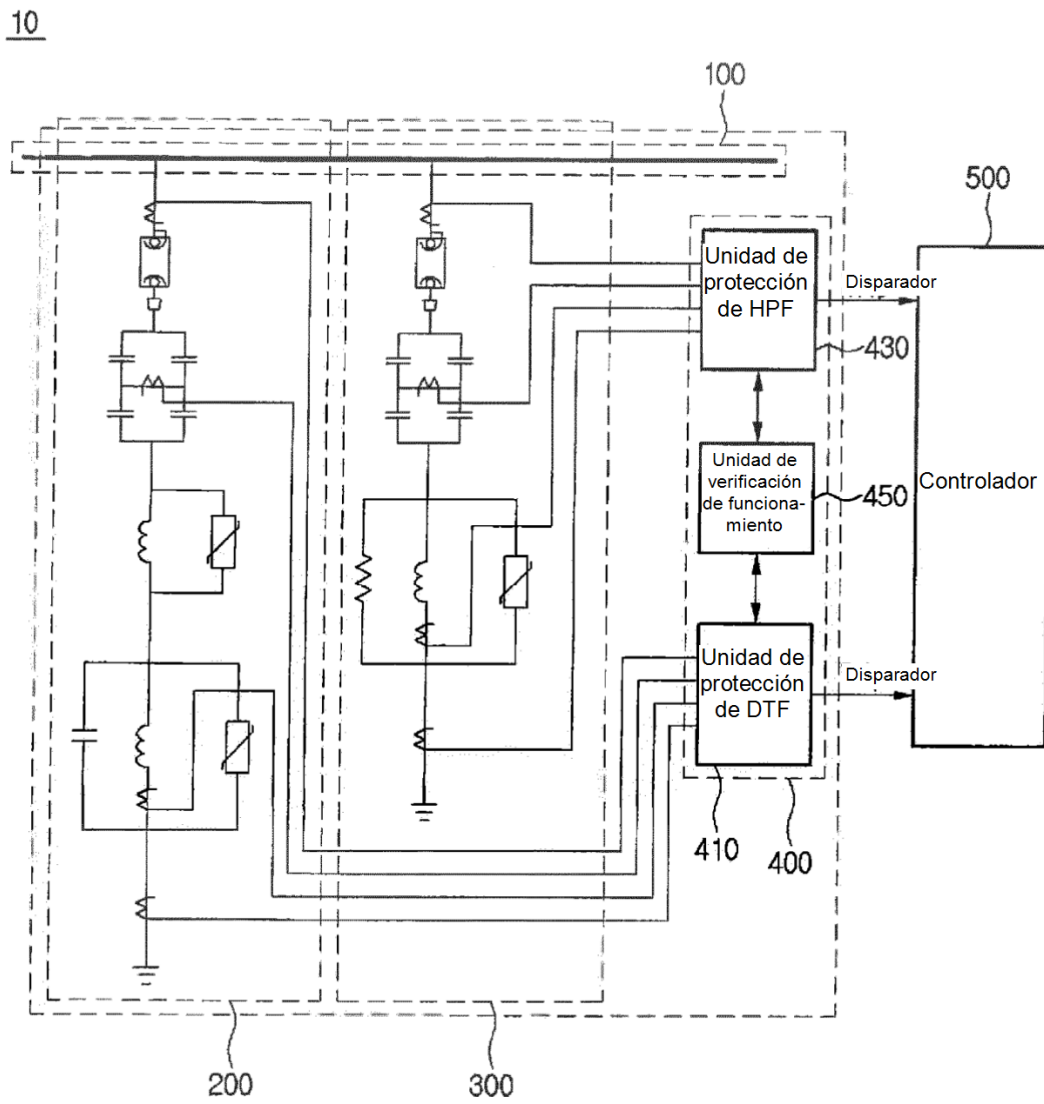 10
100
500
Unidad de
protección
de HPF
Disparador
430
Unidad de
verificación
de funciona-
miento
450
Controlador
Unidad de
protección
de DTF
Disparador
410
400
200
300